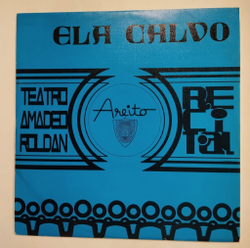 ELA CALVO
TEATRO
AMADEO
ROLDAN
Areito
RECital